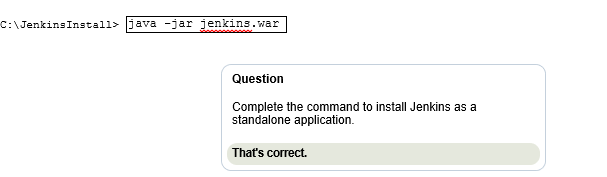 C:\JenkinsInstall> java -jar jenkins.war
Question
Complete the command to install Jenkins as a
standalone application.
That's correct.